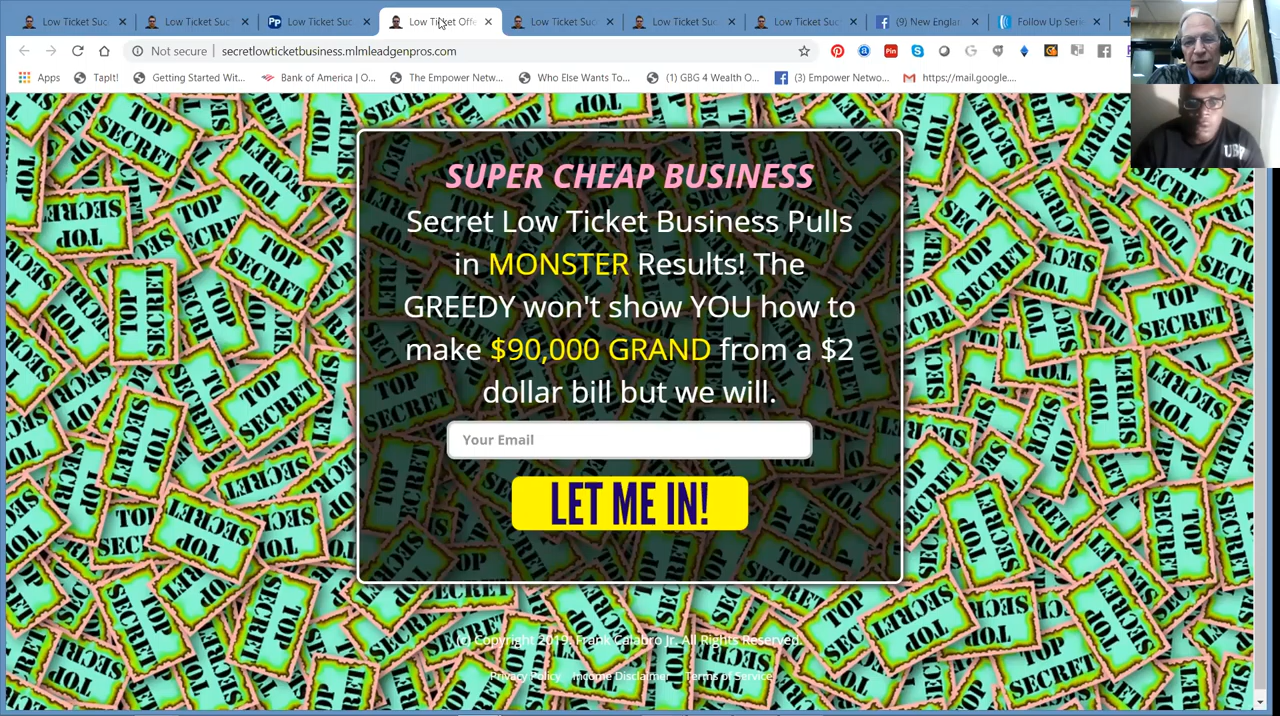 Low Ticket Suc
Low Ticket Suc
Low Ticket Suc
Low Ticket Offe
Low Ticket Suc
Low Ticket Suc
Low Ticket Suc
(9) New Englan
Follow Up Serie
Not secure
secretlowticketbusiness.mlmleadgenpros.com
Apps
TapIt!
Getting Started Wit...
Bank of America | O...
The Empower Netw...
Who Else Wants To...
(1) GBG 4 Wealth O...
(3) Empower Netwo...
https://mail.google....
SUPER CHEAP BUSINESS
Secret Low Ticket Business Pulls
in MONSTER Results! The
GREEDY won't show YOU how to
make $90,000 GRAND from a $2
dollar bill but we will.
Your Email
LET ME IN!
(c) Copyright 2019, Frank Calabro Jr, All Rights Reserved.
Privacy Policy Income Disclaimer Terms of Service
TOP
SECRET